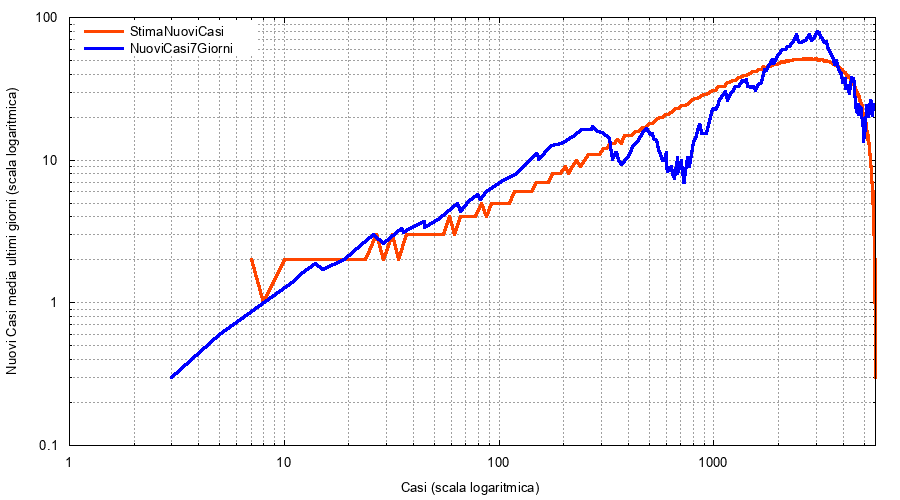 100
10
1
0.1
Nuovi Casi media ultimi giorni (scala logaritmica)
StimaNuoviCasi
NuoviCasi7Giorni
1 10 100 1000
Casi (scala logaritmica)